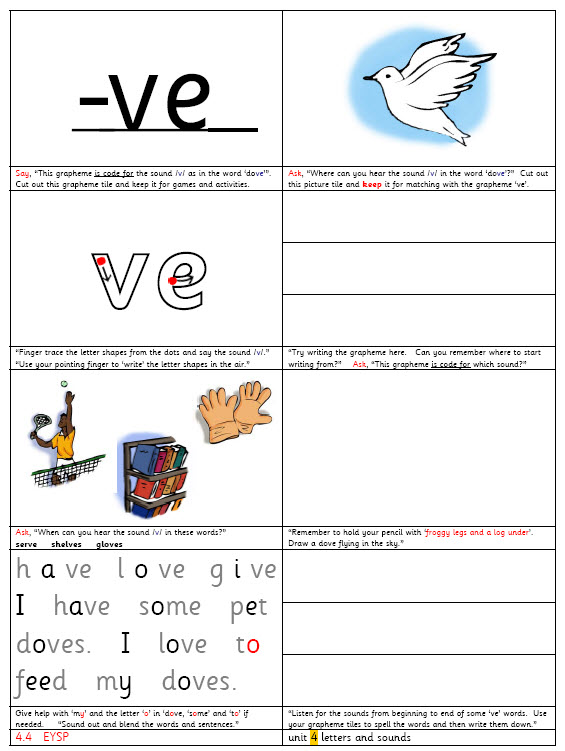 -ve
Say, "This grapheme is code for the sound /v/ as in the word 'dove'".
Cut out this grapheme tile and keep it for games and activities.
Ask, "Where can you hear the sound /v/ in the word 'dove'?" Cut out
this picture tile and keep it for matching with the grapheme 've'.
ve
"Finger trace the letter shapes from the dots and say the sound /v/."
"Use your pointing finger to 'write' the letter shapes in the air."
"Try writing the grapheme here. Can you remember where to start
writing from?" Ask, "This grapheme is code for which sound?"
Ask, "When can you hear the sound /v/ in these words?"
serve shelves gloves
"Remember to hold your pencil with 'froggy legs and a log under'.
Draw a dove flying in the sky."
h a ve l o ve g i ve
I have some pet
doves. I love to
feed my doves.
Give help with 'my' and the letter 'o' in 'dove, 'some' and 'to' if
needed. "Sound out and blend the words and sentences."
"Listen for the sounds from beginning to end of some 've' words. Use
your grapheme tiles to spell the words and then write them down."
4.4 EYSP
unit 4 letters and sounds